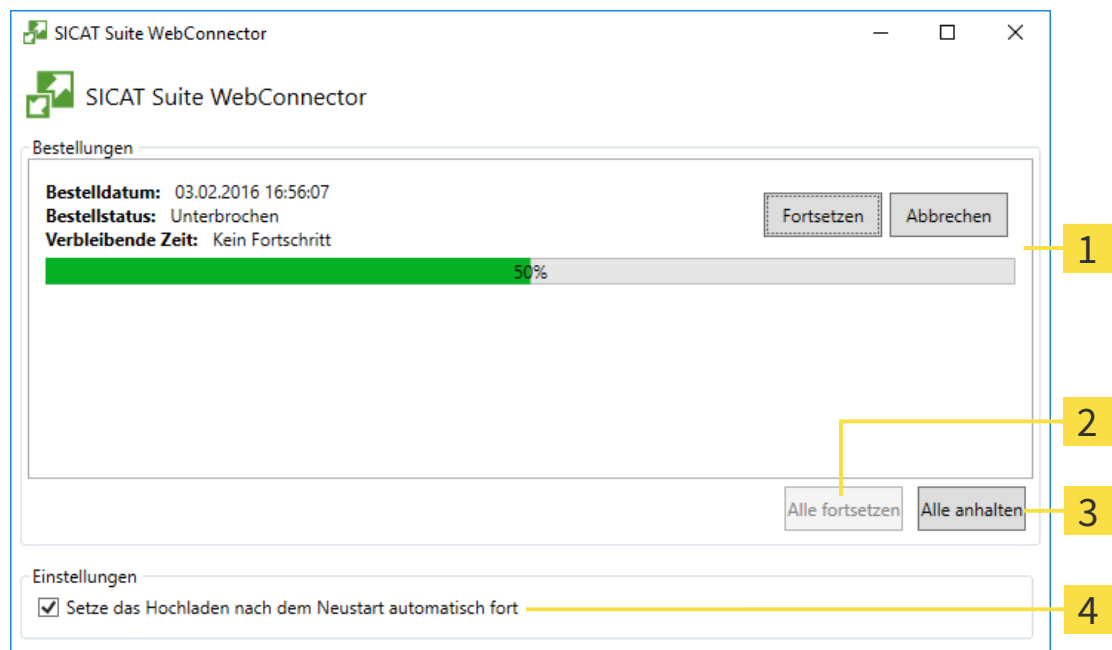 SICAT Suite WebConnector
SICAT Suite WebConnector
Bestellungen
Bestelldatum: 03.02.2016 16:56:07
Bestellstatus: Unterbrochen
Verbleibende Zeit: Kein Fortschritt
Fortsetzen
Abbrechen
1
50%
2
Alle fortsetzen
Alle anhalten
3
Einstellungen
Setze das Hochladen nach dem Neustart automatisch fort
4